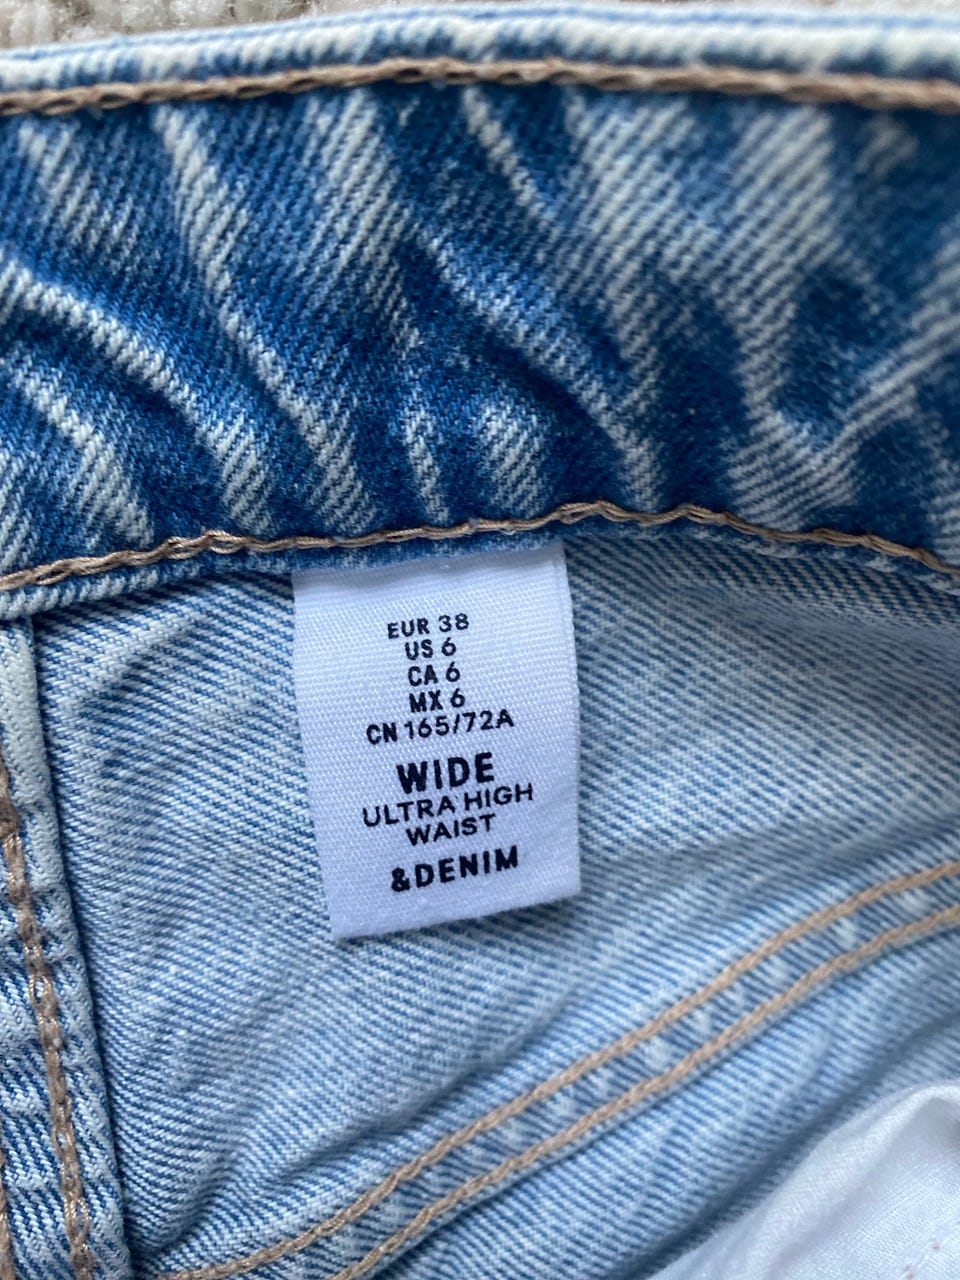 EUR 38
US 6
CA 6
MX 6
CN 165/72A
WIDE
ULTRA HIGH
WAIST
&DENIM